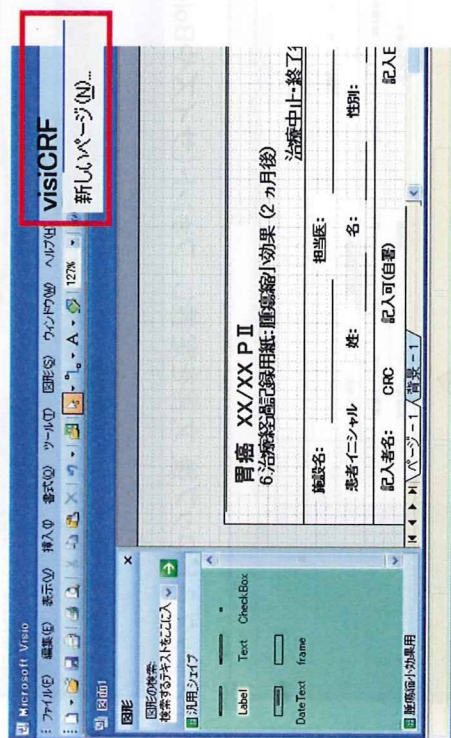 Microsoft Visio
ファイル(F) 編集(E) 表示(V) 挿入(I) 書式(O) ツール(T) 図形(S) ウィンドウ(W) ヘルプ(H) visiCRF
新しいページ(N)...
127%
図面1
図形
図形の検索:
検索するテキストをここに入
汎用シェイプ
Label Text CheckBox
DateText frame
腫瘍縮小効果用
胃癌 XX/XX P II
6.治療経過記録用紙:腫瘍縮小効果 (2ヵ月後)
治療中止・終了
施設名: 担当医:
患者イニシャル 姓: 名: 性別:
記入者名: CRC 記入可(自署) 記入日
ページ - 1 背景 - 1